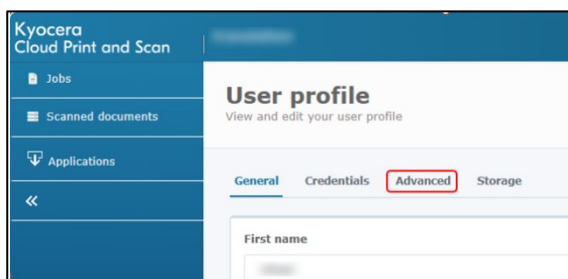 Kyocera
Cloud Print and Scan
Jobs
Scanned documents
Applications
User profile
View and edit your user profile
General Credentials Advanced Storage
First name